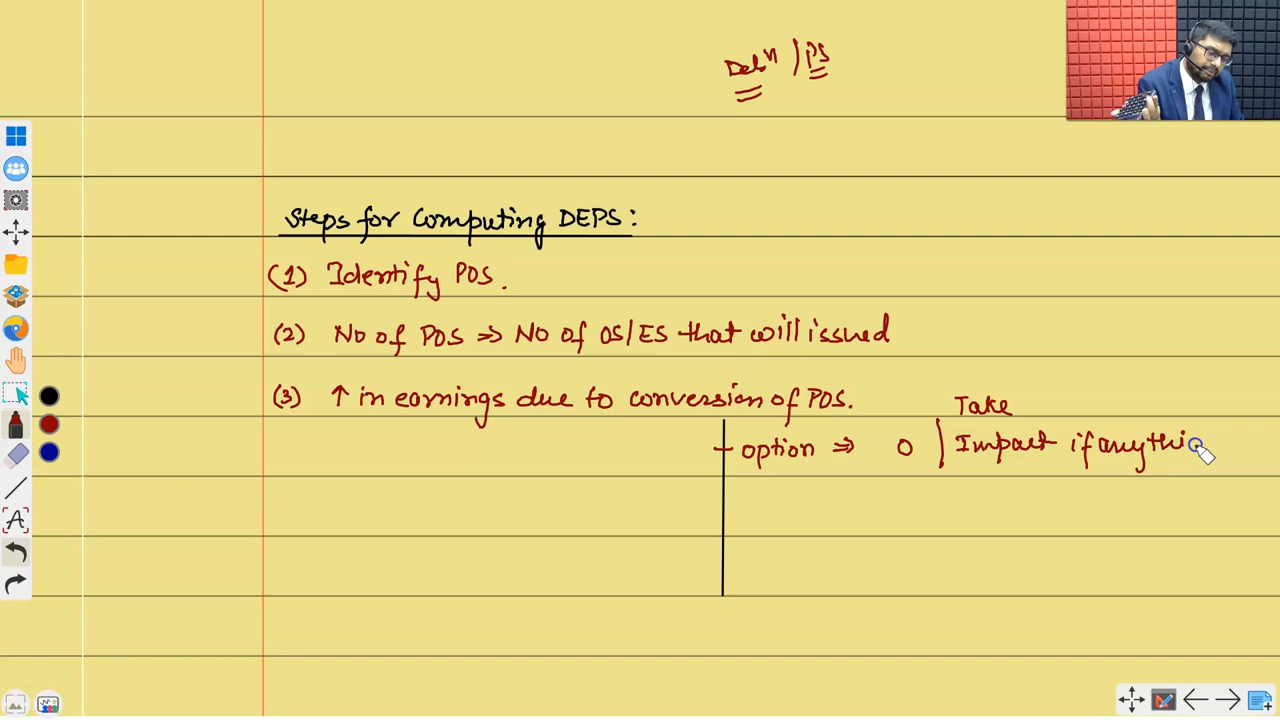 Debn / PS
Steps for Computing DEPS:
(1) Identify POS.
(2) No of POS ⇒ No of OS/ES that will issued
(3) ↑ in earnings due to conversion of POS.
Take
option ⇒ 0 | Impact if anythi